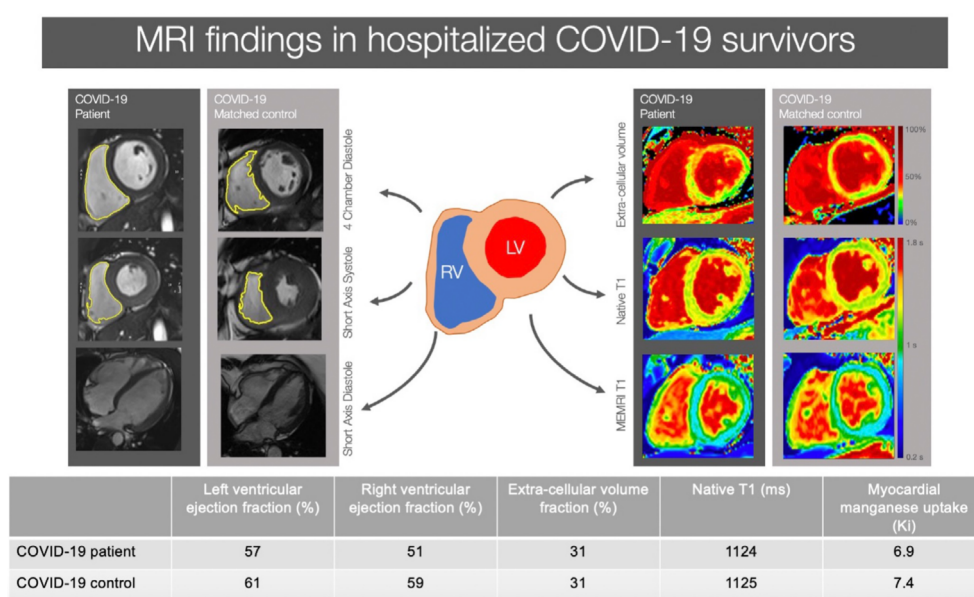 MRI findings in hospitalized COVID-19 survivors
COVID-19
Patient
COVID-19
Matched control
4 Chamber Diastole
Short Axis Systole
Short Axis Diastole
RV
LV
COVID-19
Patient
COVID-19
Matched control
Extra-cellular volume
Native T1
MEMRI T1
100%
50%
0%
1.8 s
1 s
0.2 s
Left ventricular
ejection fraction (%)
Right ventricular
ejection fraction (%)
Extra-cellular volume
fraction (%)
Native T1 (ms)
Myocardial
manganese uptake
(Ki)
COVID-19 patient 57 51 31 1124 6.9
COVID-19 control 61 59 31 1125 7.4